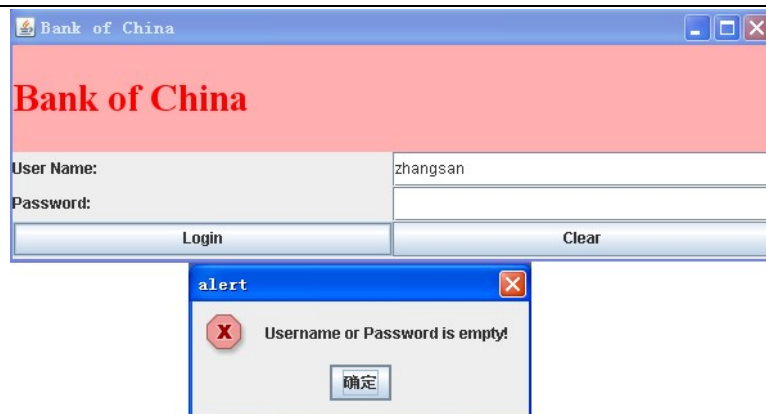 Bank of China
Bank of China
User Name: zhangsan
Password:
Login Clear
alert
Username or Password is empty!
确定